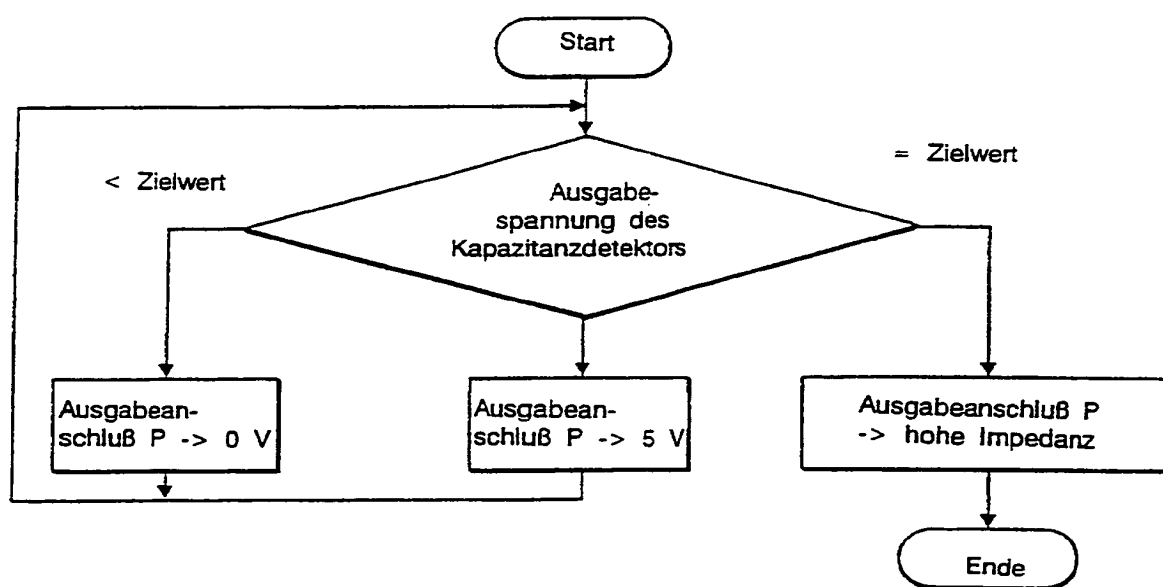 Start
< Zielwert
= Zielwert
Ausgabe-
spannung des
Kapazitanzdetektors
Ausgabean-
schluß P -> 0 V
Ausgabean-
schluß P -> 5 V
Ausgabeanschluß P
-> hohe Impedanz
Ende